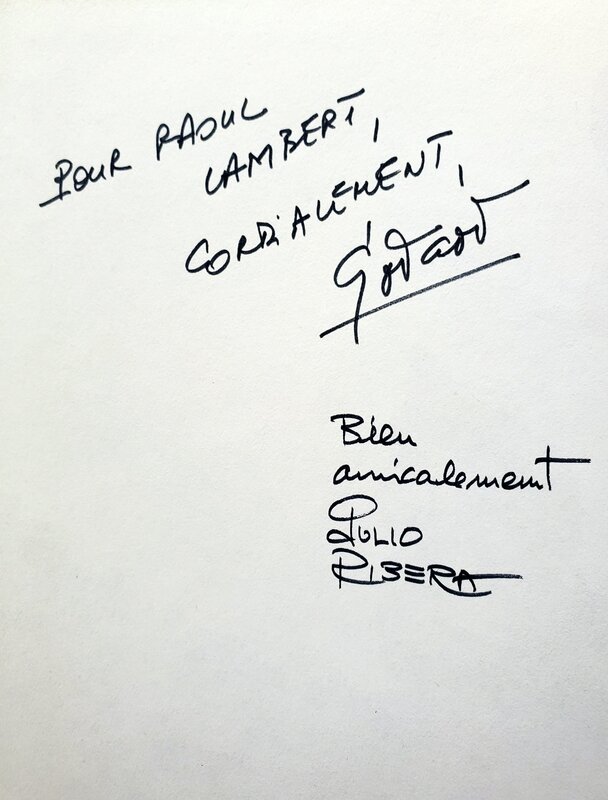 POUR RAOUL
LAMBERT,
CORDIALEMENT,
Godard
Bien
amicalement
JULIO
RIBERA